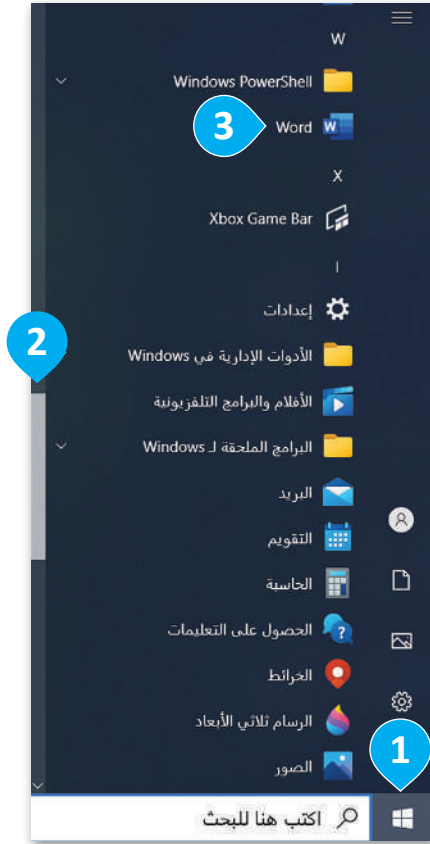 W
Windows PowerShell
3
Word
X
Xbox Game Bar
ا
إعدادات
2
الأدوات الإدارية في Windows
الأفلام والبرامج التلفزيونية
البرامج الملحقة لـ Windows
البريد
التقويم
الحاسبة
الحصول على التعليمات
الخرائط
الرسام ثلاثي الأبعاد
1
الصور
اكتب هنا للبحث